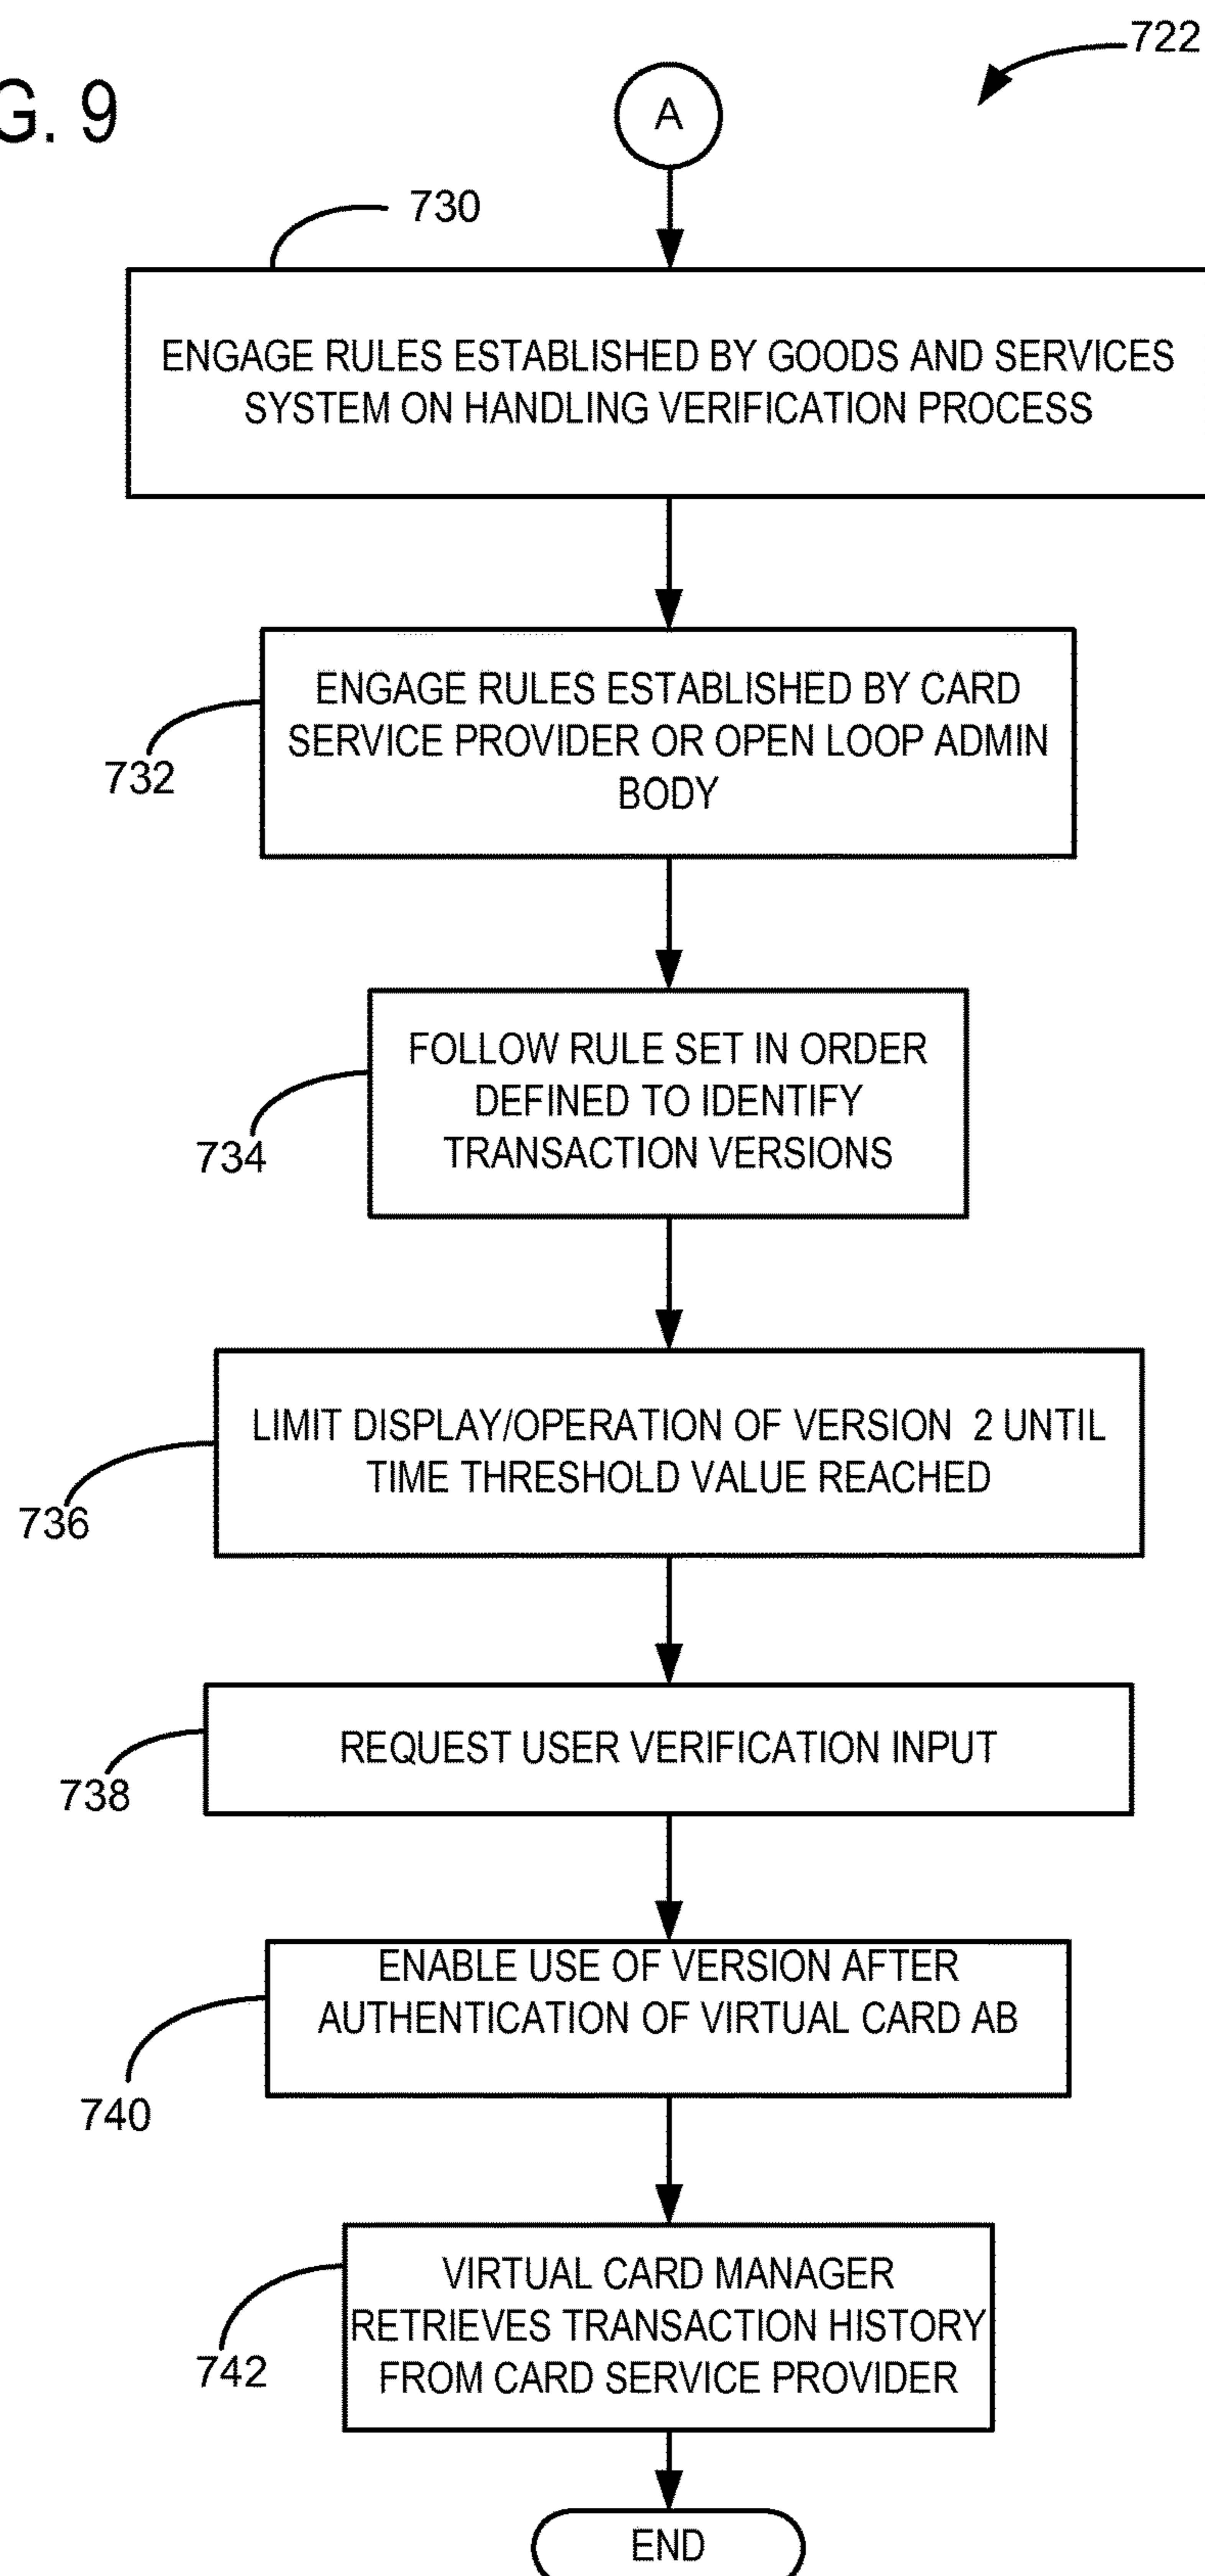 722
G. 9
A
730
ENGAGE RULES ESTABLISHED BY GOODS AND SERVICES
SYSTEM ON HANDLING VERIFICATION PROCESS
ENGAGE RULES ESTABLISHED BY CARD
SERVICE PROVIDER OR OPEN LOOP ADMIN
BODY
732
FOLLOW RULE SET IN ORDER
DEFINED TO IDENTIFY
TRANSACTION VERSIONS
734
LIMIT DISPLAY/OPERATION OF VERSION 2 UNTIL
TIME THRESHOLD VALUE REACHED
736
REQUEST USER VERIFICATION INPUT
738
ENABLE USE OF VERSION AFTER
AUTHENTICATION OF VIRTUAL CARD AB
740
VIRTUAL CARD MANAGER
RETRIEVES TRANSACTION HISTORY
FROM CARD SERVICE PROVIDER
742
END